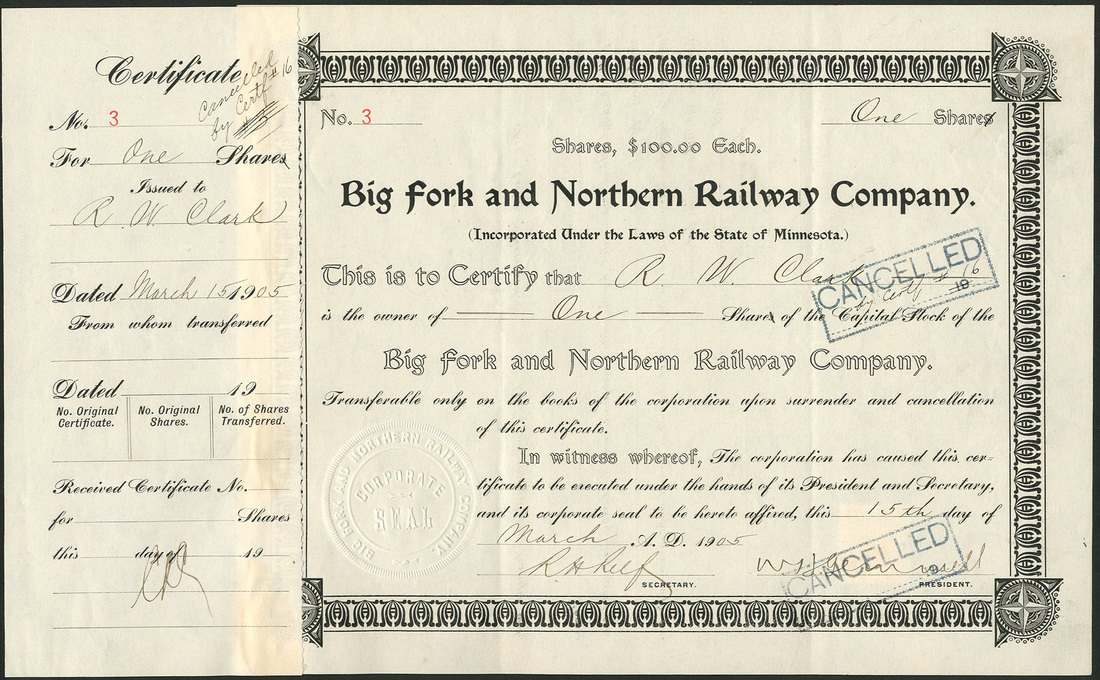 Certificate
Cancelled
by Certf # 16
No. 3
For One Shares
Issued to
R. W. Clark
Dated March 15 1905
From whom transferred
Dated 19
No. Original Certificate.
No. Original Shares.
No. of Shares Transferred.
Received Certificate No.
for Shares
this day of 19
No. 3
One Shares
Shares, $100.00 Each.
Big Fork and Northern Railway Company.
(Incorporated Under the Laws of the State of Minnesota.)
This is to Certify that R. W. Clark
is the owner of One Shares of the Capital Stock of the
CANCELLED
by Certf # 16
19
Big Fork and Northern Railway Company.
Transferable only on the books of the corporation upon surrender and cancellation
of this certificate.
In witness whereof, The corporation has caused this cer-
tificate to be executed under the hands of its President and Secretary,
and its corporate seal to be hereto affixed, this 15th day of
March A. D. 1905
BIG FORK AND NORTHERN RAILWAY COMPANY.
CORPORATE
SEAL
SECRETARY.
CANCELLED
19
PRESIDENT.